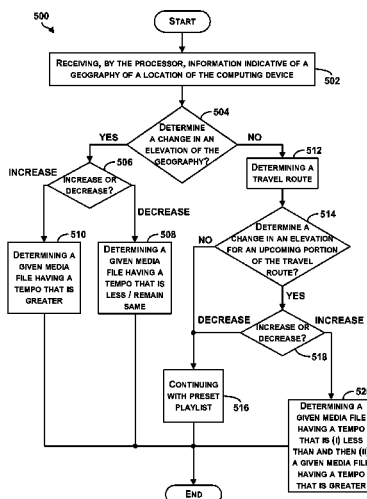 500
START
RECEIVING, BY THE PROCESSOR, INFORMATION INDICATIVE OF A
GEOGRAPHY OF A LOCATION OF THE COMPUTING DEVICE
502
504
DETERMINE
A CHANGE IN AN
ELEVATION OF THE
GEOGRAPHY?
YES
NO
506
INCREASE OR
DECREASE?
INCREASE
DECREASE
512
DETERMINING A
TRAVEL ROUTE
510
DETERMINING A
GIVEN MEDIA
FILE HAVING A
TEMPO THAT IS
GREATER
508
DETERMINING A
GIVEN MEDIA
FILE HAVING A
TEMPO THAT IS
LESS / REMAIN
SAME
514
DETERMINE A
CHANGE IN AN ELEVATION
FOR AN UPCOMING PORTION
OF THE TRAVEL
ROUTE?
NO
YES
DECREASE
INCREASE
INCREASE OR
DECREASE?
518
CONTINUING
WITH PRESET
PLAYLIST
516
52
DETERMINING A
GIVEN MEDIA FILE
HAVING A TEMPO
THAT IS (I) LESS
THAN AND THEN (II)
A GIVEN MEDIA FILE
HAVING A TEMPO
THAT IS GREATER
END